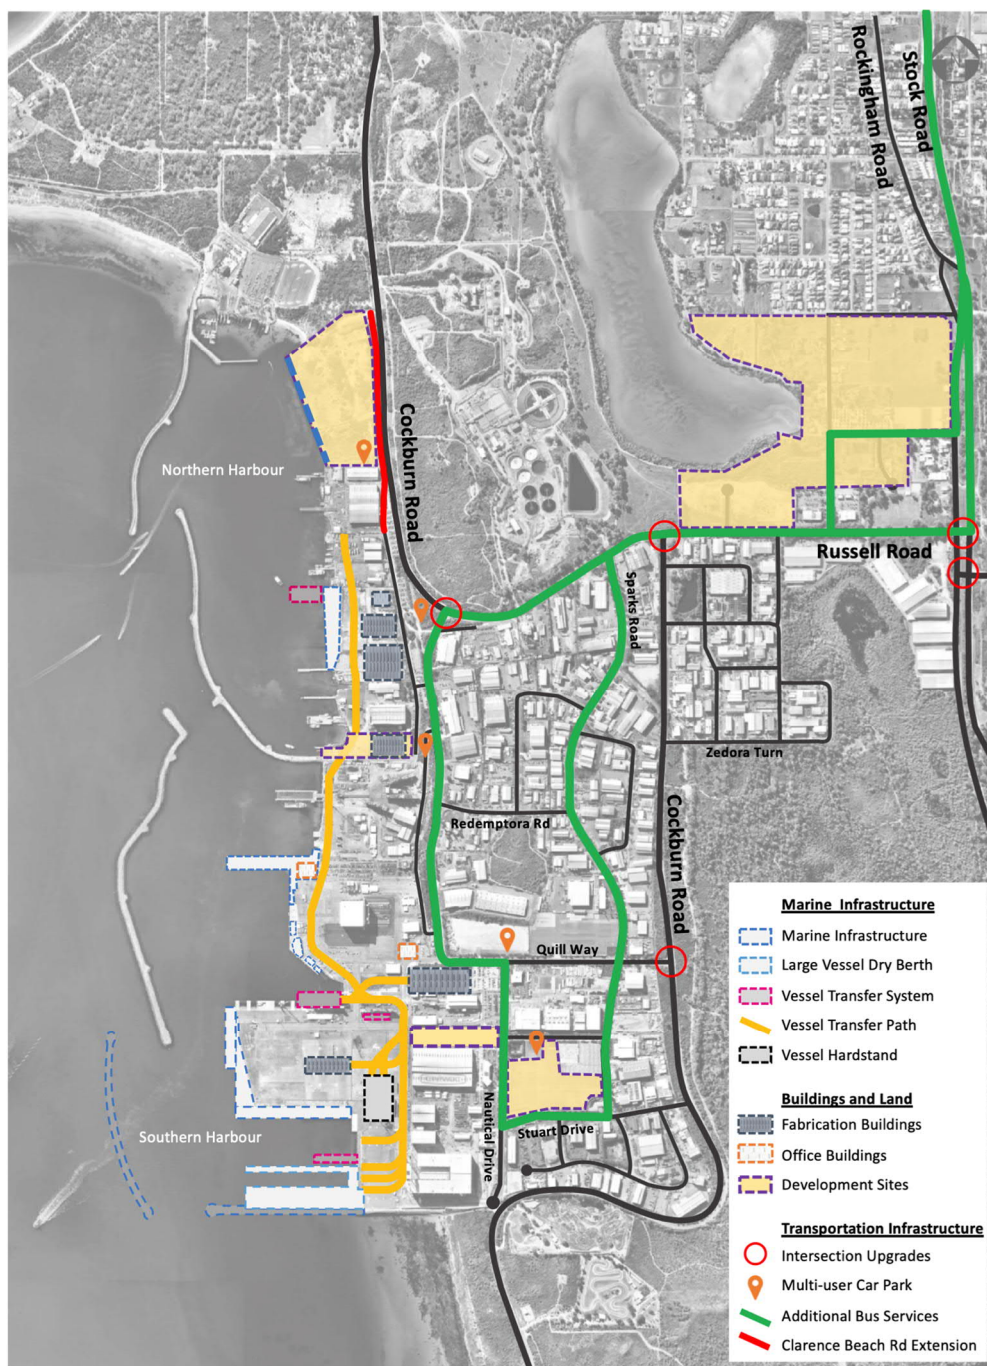 Rockingham Road
Stock Road
Cockburn Road
Northern Harbour
Russell Road
Sparks Road
Zedora Turn
Redemptora Rd
Cockburn Road
Quill Way
Southern Harbour
Nautical Drive
Stuart Drive
Marine Infrastructure
Marine Infrastructure
Large Vessel Dry Berth
Vessel Transfer System
Vessel Transfer Path
Vessel Hardstand
Buildings and Land
Fabrication Buildings
Office Buildings
Development Sites
Transportation Infrastructure
Intersection Upgrades
Multi-user Car Park
Additional Bus Services
Clarence Beach Rd Extension